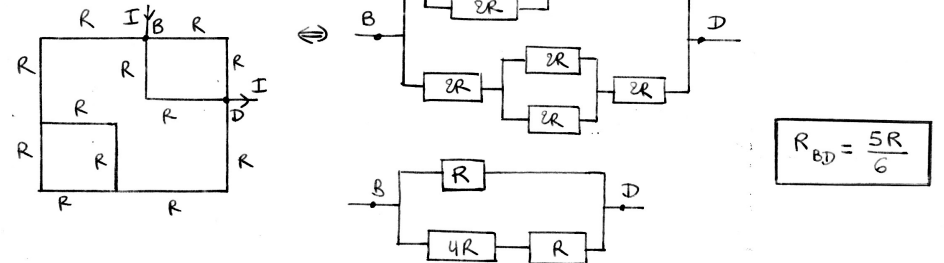 R I B R
R R R I
R R D
R R R
R R
⇔
B 2R D
2R 2R 2R
2R
B R D
4R R
R_BD = 5R/6